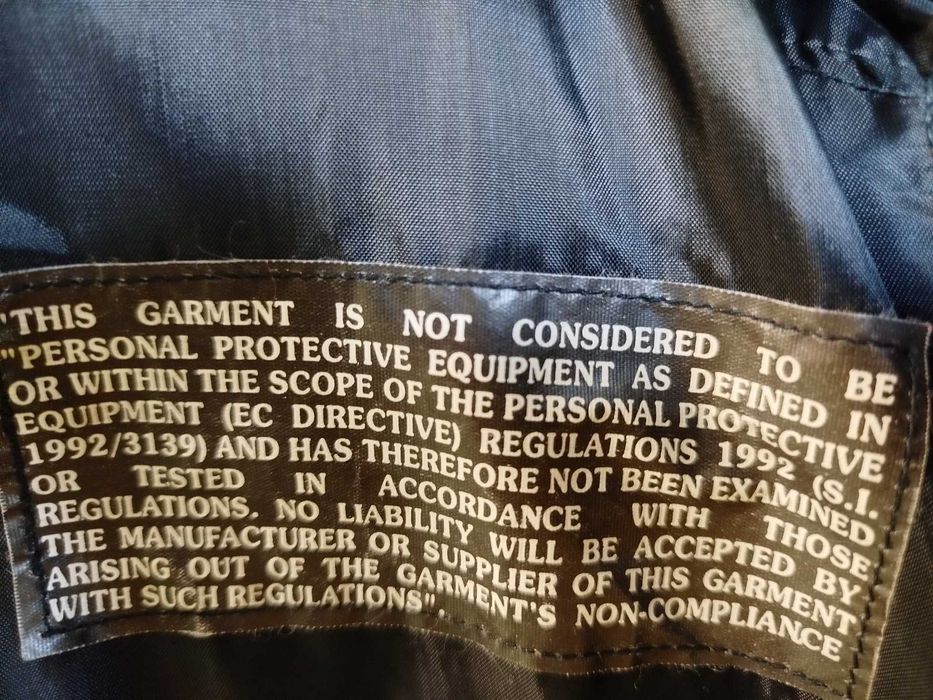 "THIS GARMENT IS NOT CONSIDERED TO BE
"PERSONAL PROTECTIVE EQUIPMENT AS DEFINED IN
OR WITHIN THE SCOPE OF THE PERSONAL PROTECTIVE
EQUIPMENT (EC DIRECTIVE) REGULATIONS 1992 (S.I.
1992/3139) AND HAS THEREFORE NOT BEEN EXAMINED
OR TESTED IN ACCORDANCE WITH THOSE
REGULATIONS. NO LIABILITY WILL BE ACCEPTED BY
THE MANUFACTURER OR SUPPLIER OF THIS GARMENT
ARISING OUT OF THE GARMENT'S NON-COMPLIANCE
WITH SUCH REGULATIONS".